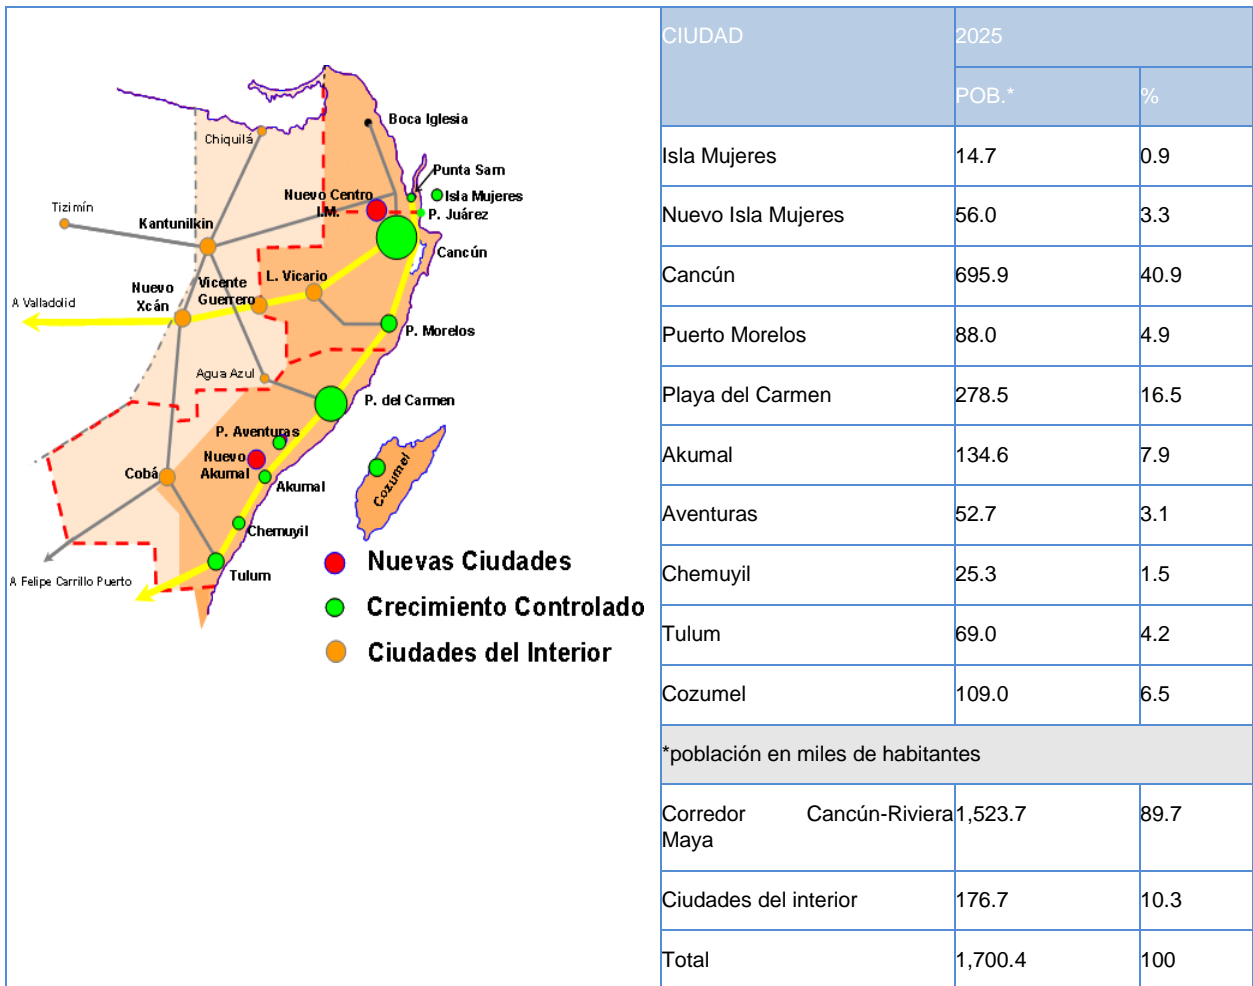 Boca Iglesia
Chiquilá
Punta Sam
Nuevo Centro
I.M.
Isla Mujeres
P. Juárez
Tizimín
Kantunilkin
Cancún
L. Vicario
Nuevo
Xcán
Vicente
Guerrero
A Valladolid
P. Morelos
Agua Azul
P. del Carmen
P. Aventuras
Nuevo
Akumal
Cobá
Akumal
Cozumel
Chemuyil
A Felipe Carrillo Puerto
Tulum
Nuevas Ciudades
Crecimiento Controlado
Ciudades del Interior
CIUDAD 2025
POB.* %
Isla Mujeres 14.7 0.9
Nuevo Isla Mujeres 56.0 3.3
Cancún 695.9 40.9
Puerto Morelos 88.0 4.9
Playa del Carmen 278.5 16.5
Akumal 134.6 7.9
Aventuras 52.7 3.1
Chemuyil 25.3 1.5
Tulum 69.0 4.2
Cozumel 109.0 6.5
*población en miles de habitantes
Corredor Cancún-Riviera 1,523.7 89.7
Maya
Ciudades del interior 176.7 10.3
Total 1,700.4 100